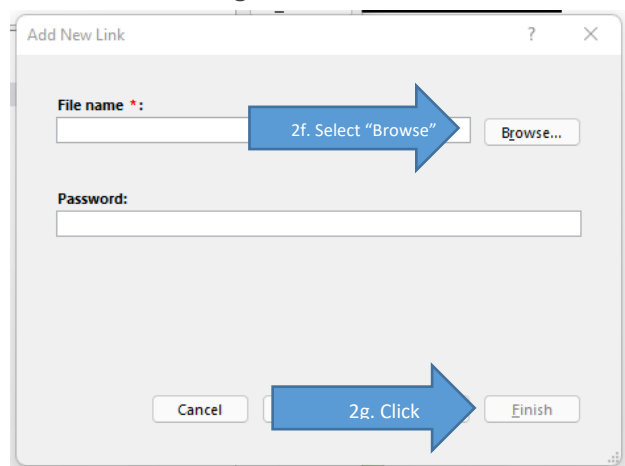 Add New Link
File name *:
2f. Select “Browse”
Browse...
Password:
Cancel
2g. Click
Finish